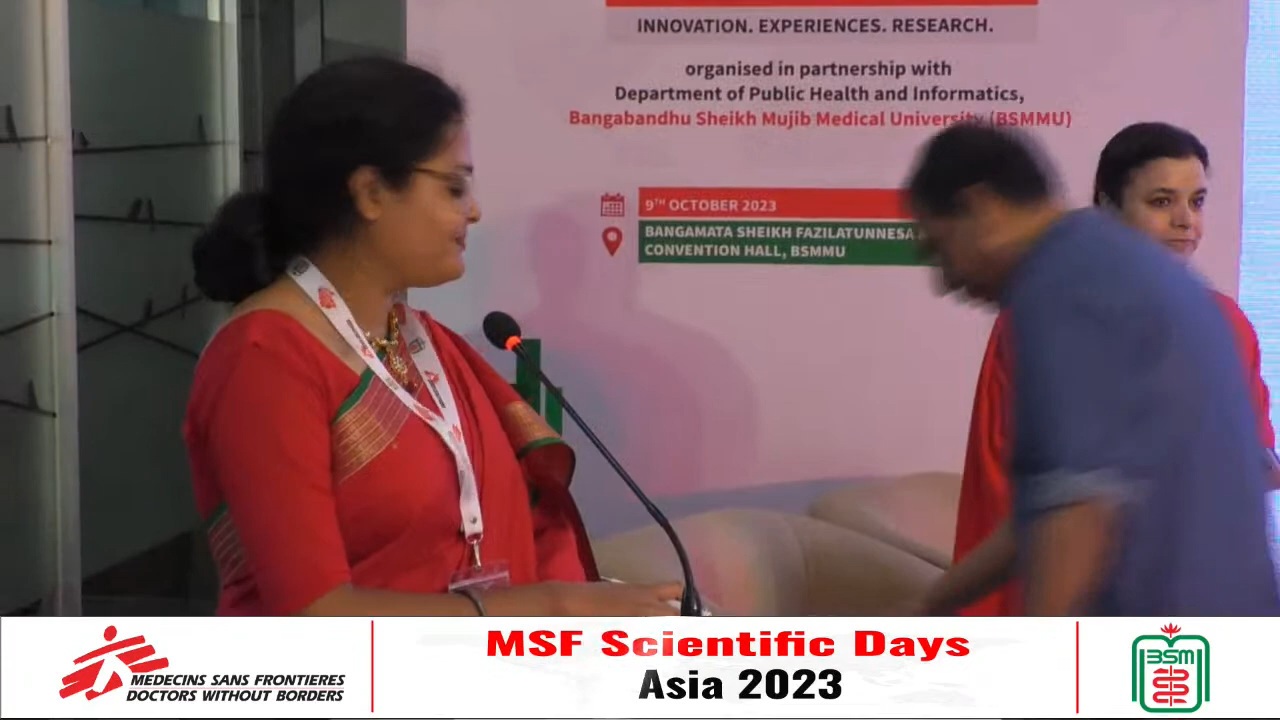 INNOVATION. EXPERIENCES. RESEARCH.
organised in partnership with
Department of Public Health and Informatics,
Bangabandhu Sheikh Mujib Medical University (BSMMU)
9TH OCTOBER 2023
BANGAMATA SHEIKH FAZILATUNNESA
CONVENTION HALL, BSMMU
MEDECINS SANS FRONTIERES
DOCTORS WITHOUT BORDERS
MSF Scientific Days
Asia 2023
BSM